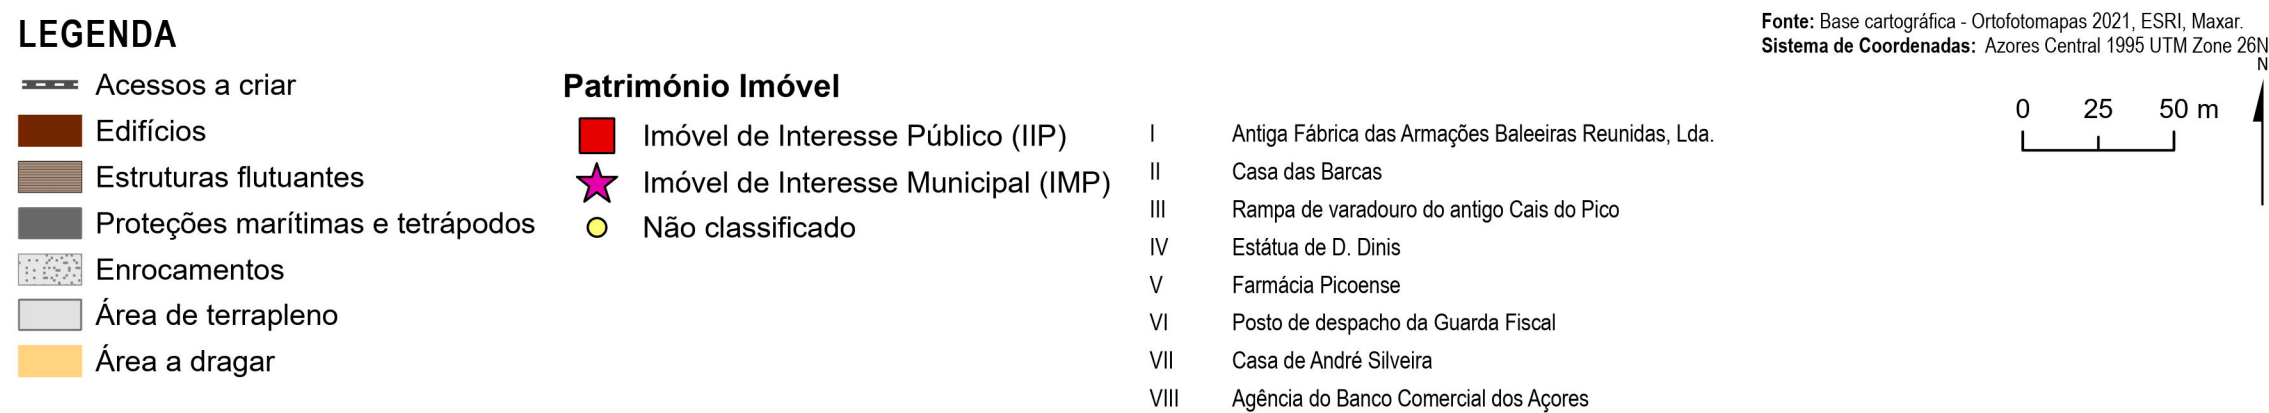 LEGENDA
Acessos a criar
Edifícios
Estruturas flutuantes
Proteções marítimas e tetrápodos
Enrocamentos
Área de terrapleno
Área a dragar
Património Imóvel
Imóvel de Interesse Público (IIP)
Imóvel de Interesse Municipal (IMP)
Não classificado
I Antiga Fábrica das Armações Baleeiras Reunidas, Lda.
II Casa das Barcas
III Rampa de varadouro do antigo Cais do Pico
IV Estátua de D. Dinis
V Farmácia Picoense
VI Posto de despacho da Guarda Fiscal
VII Casa de André Silveira
VIII Agência do Banco Comercial dos Açores
Fonte: Base cartográfica - Ortofotomapas 2021, ESRI, Maxar.
Sistema de Coordenadas: Azores Central 1995 UTM Zone 26N
N
0 25 50 m